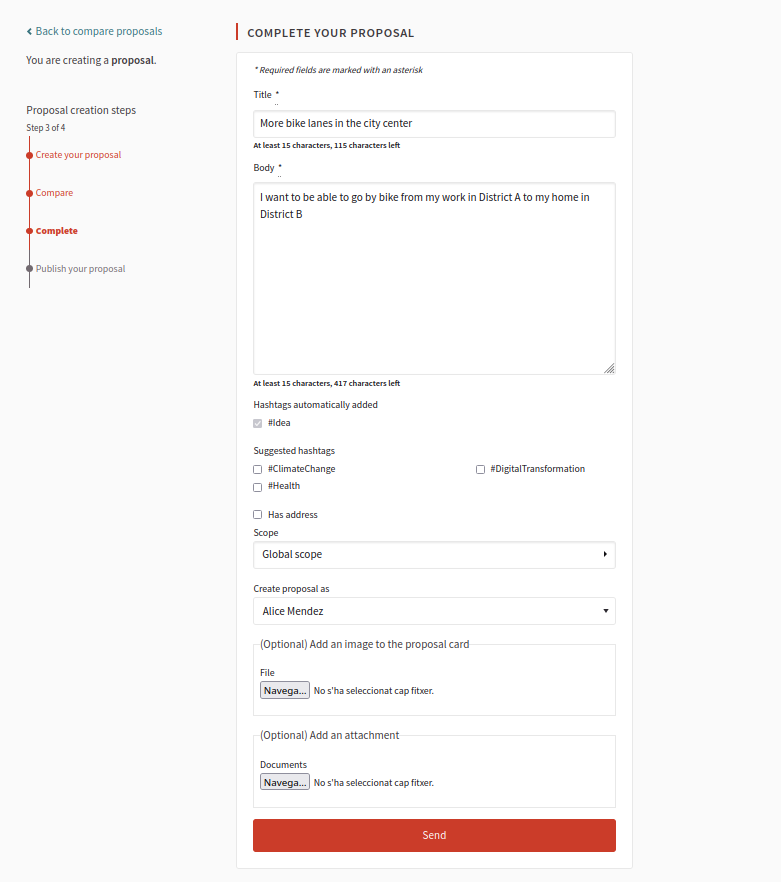 Back to compare proposals
You are creating a proposal.
Proposal creation steps
Step 3 of 4
Create your proposal
Compare
Complete
Publish your proposal
COMPLETE YOUR PROPOSAL
* Required fields are marked with an asterisk
Title *
More bike lanes in the city center
At least 15 characters, 115 characters left
Body *
I want to be able to go by bike from my work in District A to my home in
District B
At least 15 characters, 417 characters left
Hashtags automatically added
#Idea
Suggested hashtags
#ClimateChange
#DigitalTransformation
#Health
Has address
Scope
Global scope
Create proposal as
Alice Mendez
(Optional) Add an image to the proposal card
File
Navega... No s'ha seleccionat cap fitxer.
(Optional) Add an attachment
Documents
Navega... No s'ha seleccionat cap fitxer.
Send